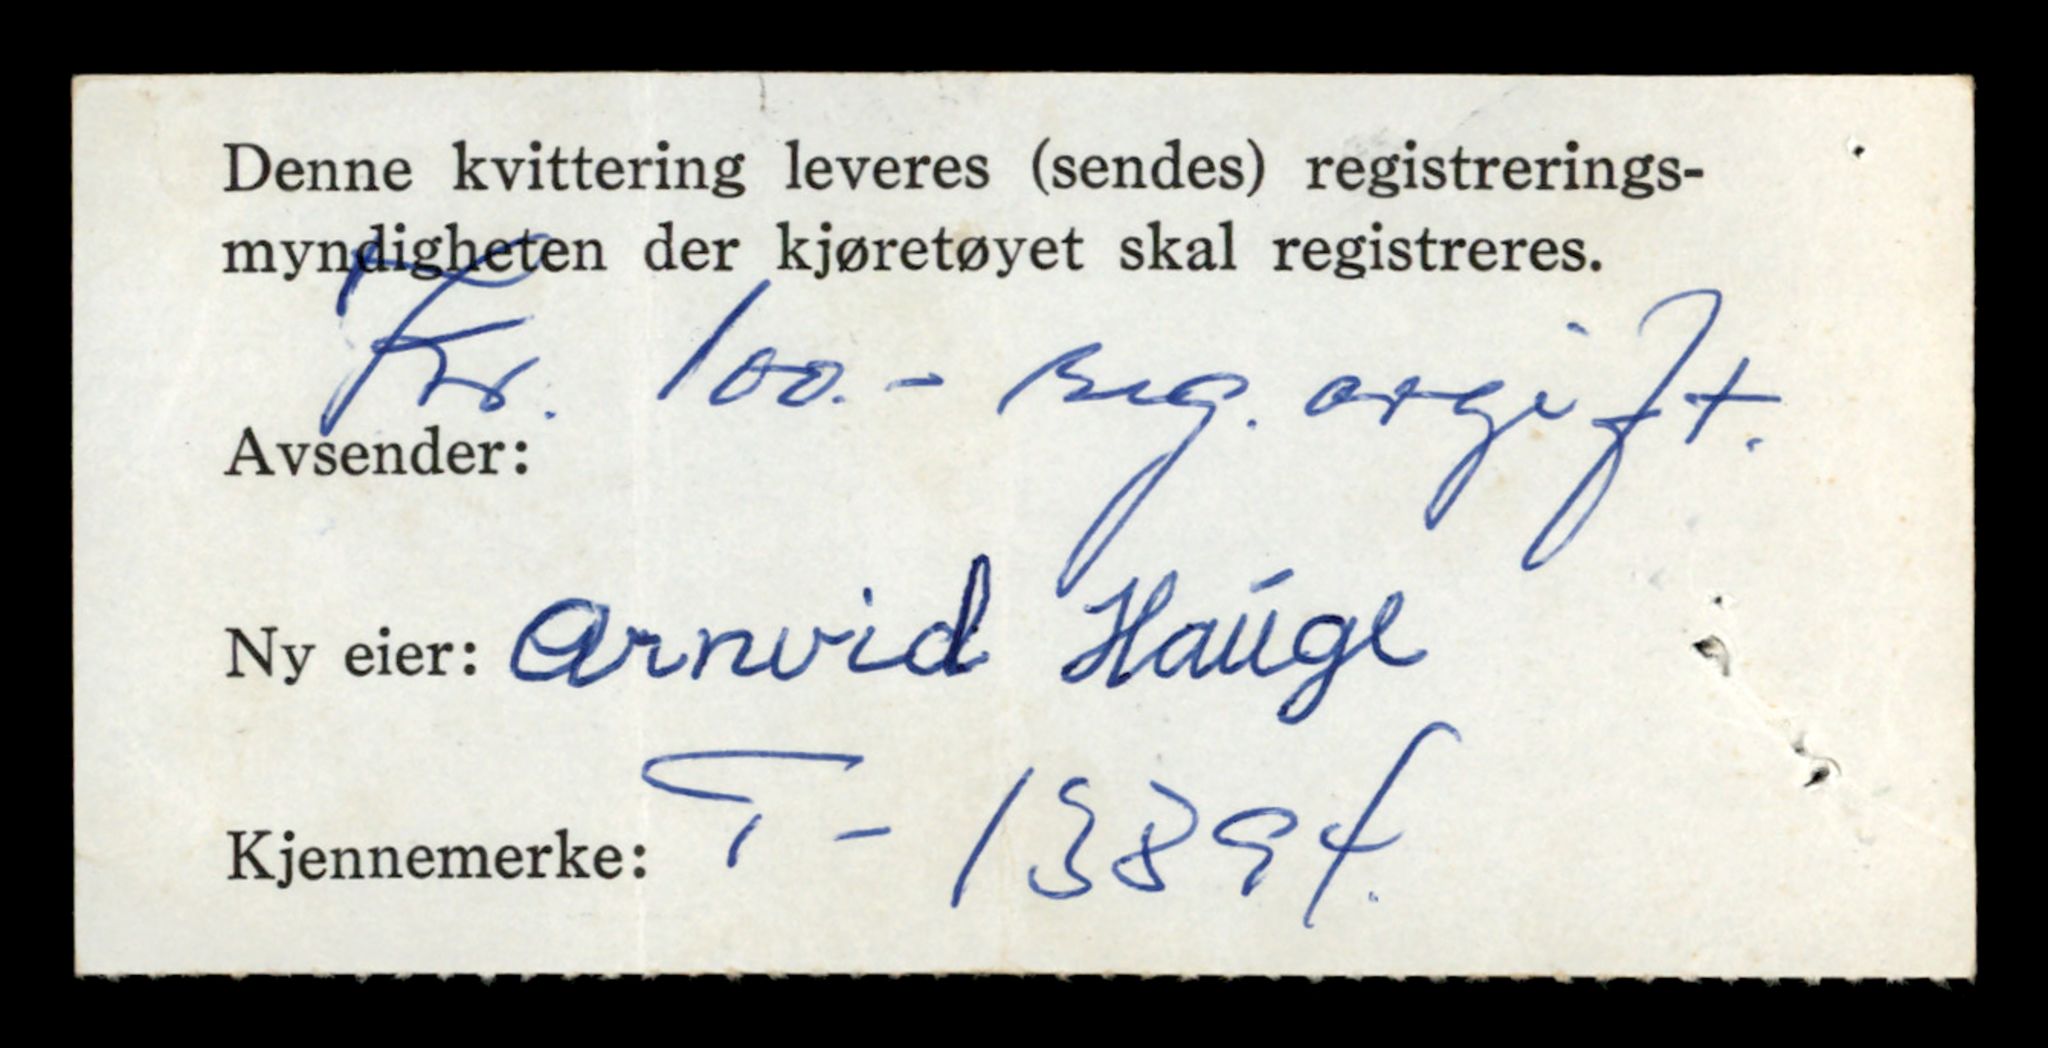 Denne kvittering leveres (sendes) registrerings-
myndigheten der kjøretøyet skal registreres.
Kr. 100.- reg. avgift.
Avsender:
Ny eier: Arnvid Hauge
Kjennemerke: T-13894.